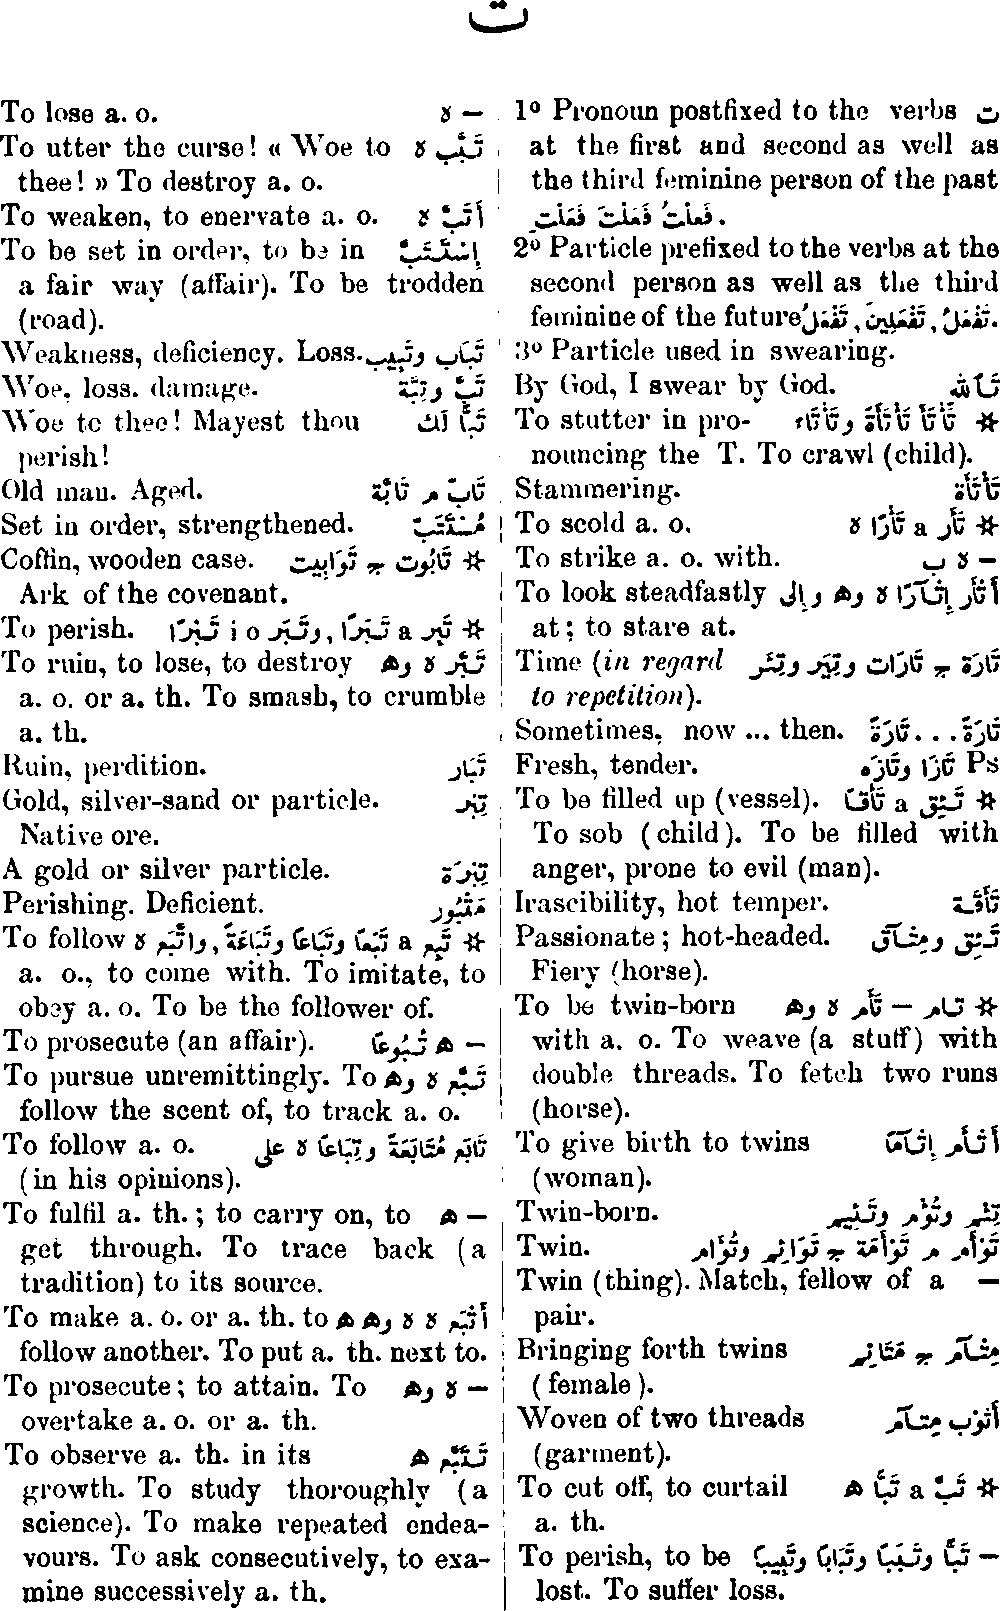 ت
1º Pronoun postfixed to the verbs ت
at the first and second as well as
the third feminine person of the past
فَعَلْتُ فَعَلْتَ فَعَلَتْ.
2º Particle prefixed to the verbs at the
second person as well as the third
feminine of the future تَفْعَلُ, تَفْعَلِينَ, تَفْعَلُ.
3º Particle used in swearing.
By God, I swear by God. تَٱللهِ
To stutter in pro- ☆ تَأْتَأَ تَأْتَأَةً وتَأْتَاء
nouncing the T. To crawl (child).
Stammering. تَأْتَأَة
To scold a. o. ☆ تَأَر a تَأْرًا ه
To strike a. o. with. – ه ب
To look steadfastly أَتْأَر إِتْآرًا ه وه وإِلى
at; to stare at.
Time (in regard تَارَة ج تَارَات وتِيَر وتِئَر
to repetition).
Sometimes, now ... then. تَارَةً...تَارَةً
Fresh, tender. Ps تَازَا وتَازَه
To be filled up (vessel). ☆ تَئِق a تَأَقًا
To sob (child). To be filled with
anger, prone to evil (man).
Irascibility, hot temper. تَأَقَة
Passionate; hot-headed. تَئِق ومِتْآق
Fiery (horse).
To be twin-born ☆ تام – تَأَم ه وه
with a. o. To weave (a stuff) with
double threads. To fetch two runs
(horse).
To give birth to twins أَتْأَم إِتْآمًا
(woman).
Twin-born. تِئْم وتُؤْم وتَئِيم
Twin. تَوْأَم م تَوْأَمَة ج تَوَائِم وتُؤَام
Twin (thing). Match, fellow of a –
pair.
Bringing forth twins مِتْآم ج مَتَائِيم
(female).
Woven of two threads أَثْوَب مِتْآم
(garment).
To cut off, to curtail ☆ تَبَّ a تَبًّا ه
a. th.
To perish, to be – تَبًّا وتَبَبًا وتَبَابًا وتَبِيبًا
lost. To suffer loss.
To lose a. o. – ه
To utter the curse! « Woe to تَبَّب ه
thee! » To destroy a. o.
To weaken, to enervate a. o. أَتَبَّ ه
To be set in order, to be in إِسْتَتَبَّ
a fair way (affair). To be trodden
(road).
Weakness, deficiency. Loss. تَبَاب وتَبِيب
Woe, loss. damage. تَبّ وتِبَّة
Woe to thee! Mayest thou تَبًّا لَكَ
perish!
Old man. Aged. تَابّ م تَابَّة
Set in order, strengthened. مُسْتَتَبّ
Coffin, wooden case. ☆ تَابُوت ج تَوَابِيت
Ark of the covenant.
To perish. ☆ تَبِر a تَبَرًا, وتَبَر i o تَبْرًا
To ruin, to lose, to destroy تَبَّر ه وه
a. o. or a. th. To smash, to crumble
a. th.
Ruin, perdition. تَبَار
Gold, silver-sand or particle. تِبْر
Native ore.
A gold or silver particle. تِبْرَة
Perishing. Deficient. مَتْبُور
To follow ☆ تَبِع a تَبَعًا وتَبَاعًا وتَبَاعَةً, واتَّبَع ه
a. o., to come with. To imitate, to
obey a. o. To be the follower of.
To prosecute (an affair). – ه تُبُوعًا
To pursue unremittingly. To تَبَّع ه وه
follow the scent of, to track a. o.
To follow a. o. تَابَع مُتَابَعَةً وتِبَاعًا ه على
(in his opinions).
To fulfil a. th.; to carry on, to – ه
get through. To trace back (a
tradition) to its source.
To make a. o. or a. th. to أَتْبَع ه ه وه ه
follow another. To put a. th. next to.
To prosecute; to attain. To – ه وه
overtake a. o. or a. th.
To observe a. th. in its تَتَبَّع ه
growth. To study thoroughly (a
science). To make repeated endea-
vours. To ask consecutively, to exa-
mine successively a. th.